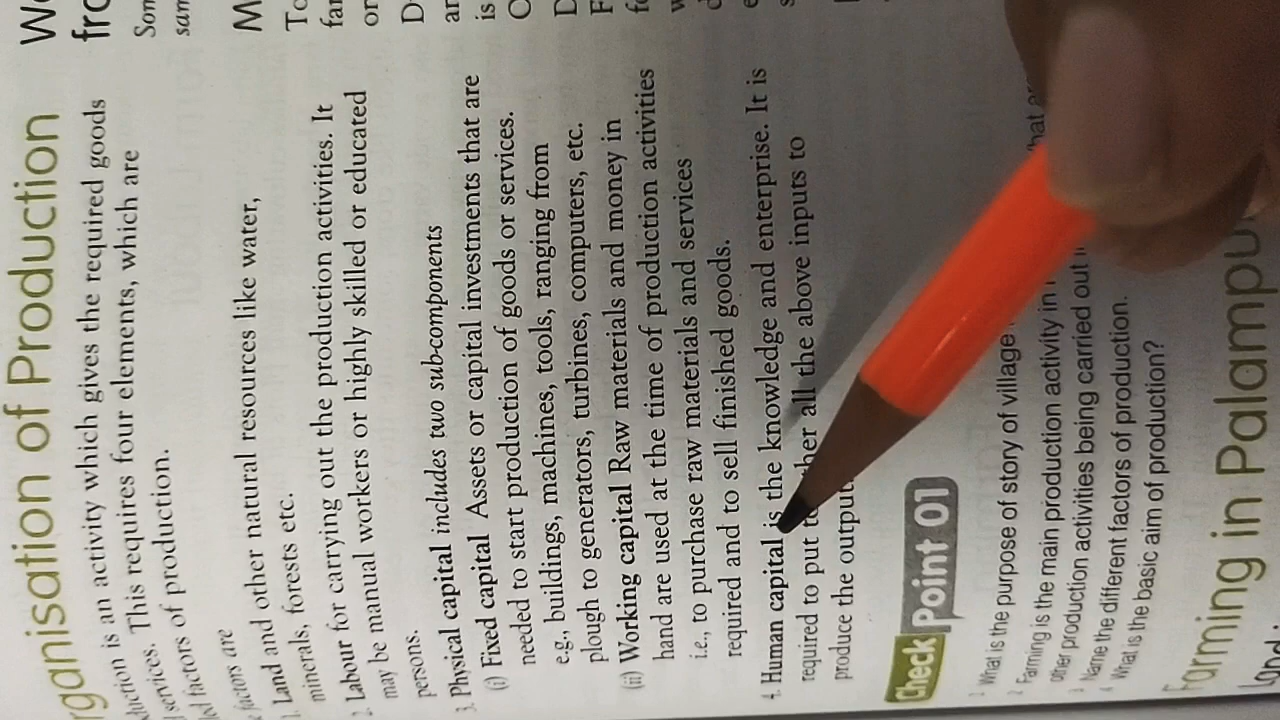 rganisation of Production
duction is an activity which gives the required goods
services. This requires four elements, which are
factors of production.
factors are
1. Land and other natural resources like water,
minerals, forests etc.
2. Labour for carrying out the production activities. It
may be manual workers or highly skilled or educated
persons.
3. Physical capital includes two sub-components
(i) Fixed capital Assets or capital investments that are
needed to start production of goods or services.
e.g., buildings, machines, tools, ranging from
plough to generators, turbines, computers, etc.
(ii) Working capital Raw materials and money in
hand are used at the time of production activities
i.e., to purchase raw materials and services
required and to sell finished goods.
4. Human capital is the knowledge and enterprise. It is
required to put all the above inputs to
produce the output.
Check Point 01
1 What is the purpose of story of village
2 Farming is the main production activity in
other production activities being carried out
3 Name the different factors of production.
4 What is the basic aim of production?
Farming in Palampu